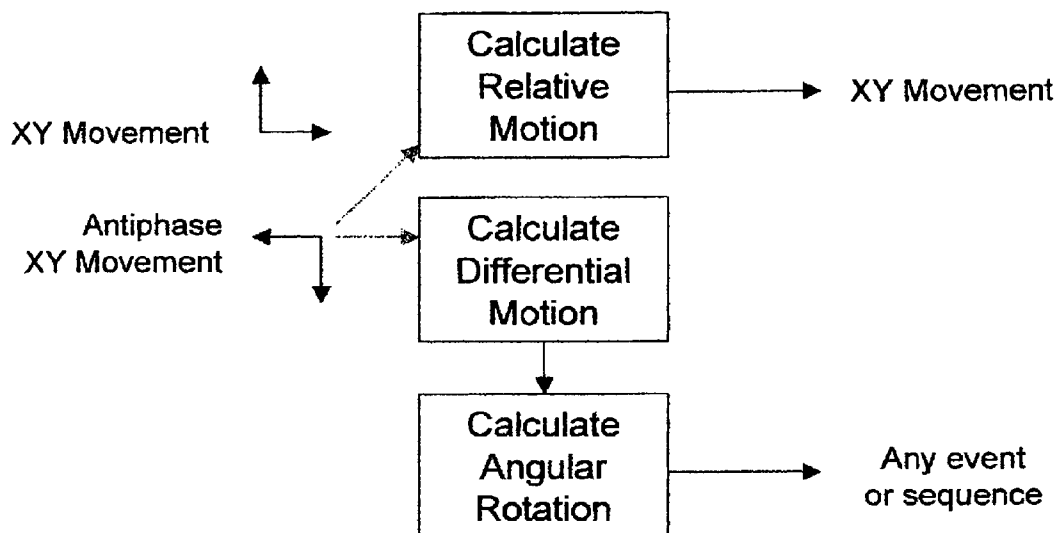 Calculate
Relative
Motion
XY Movement
XY Movement
Antiphase
XY Movement
Calculate
Differential
Motion
Calculate
Angular
Rotation
Any event
or sequence